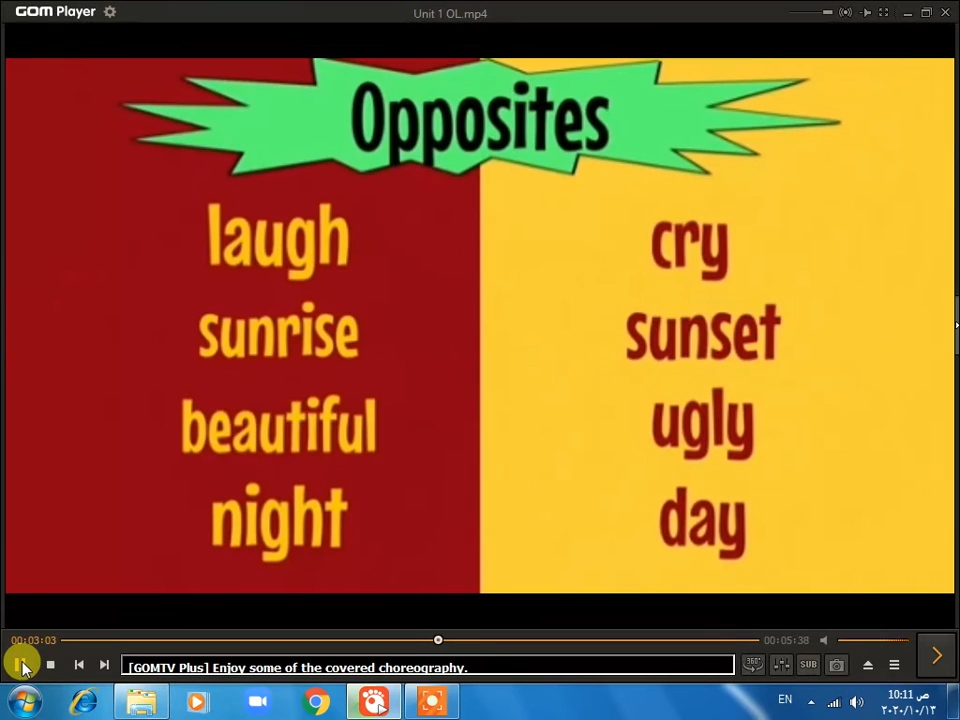 GOM Player
Unit 1 OL.mp4
Opposites
laugh
cry
sunrise
sunset
beautiful
ugly
night
day
00:03:03
00:05:38
[GOMTV Plus] Enjoy some of the covered choreography.
360°
SUB
EN
10:11 ص
٢٠٢٠/١٠/١٣